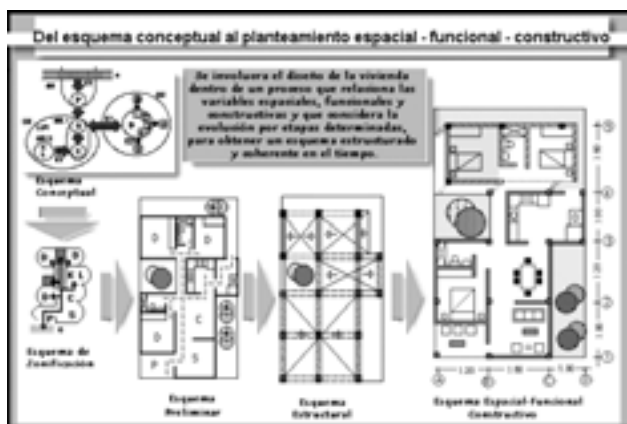 Del esquema conceptual al planteamiento espacial - funcional - constructivo
Se involucra el diseño de la vivienda
dentro de un proceso que relaciona las
variables espaciales, funcionales y
constructivas y que considera la
evolución por etapas determinadas,
para obtener un esquema estructurado
y coherente en el tiempo.
Esquema
Conceptual
Esquema de
Zonificación
D
D
D
C
P
S
Esquema
Preliminar
Esquema
Estructural
A
B
C
D
Esquema Espacial-Funcional
Constructivo